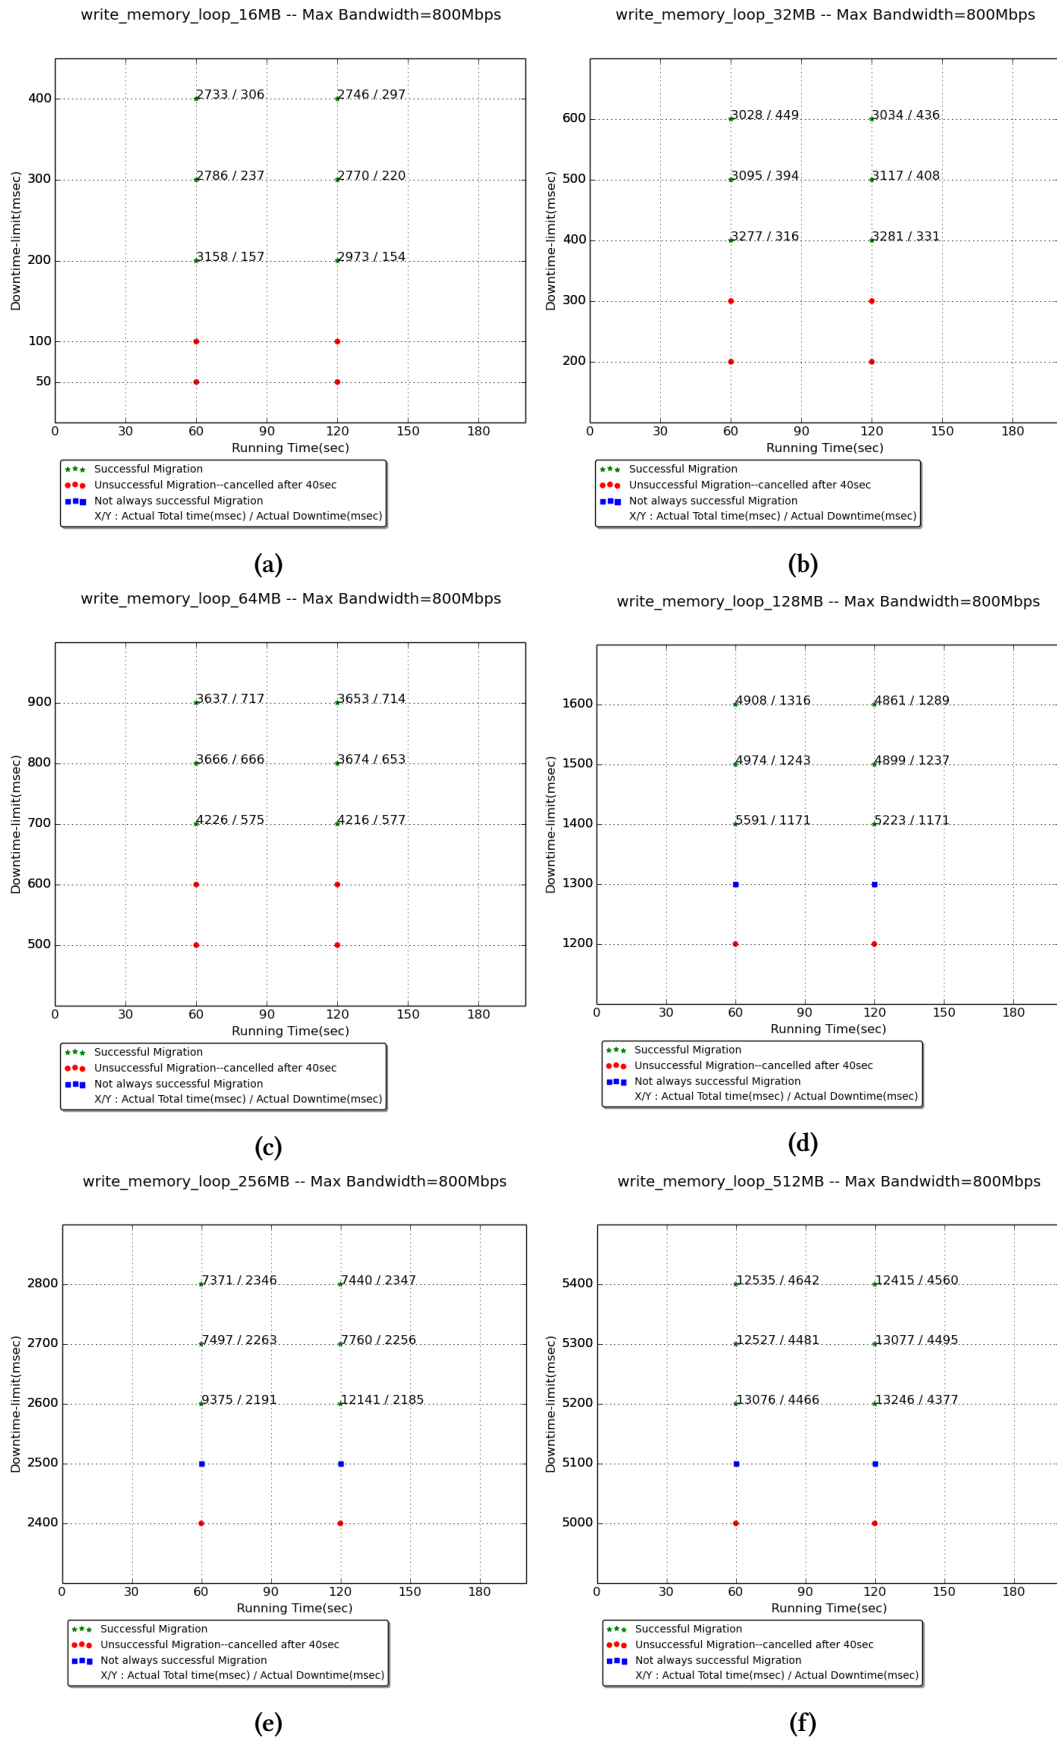 write_memory_loop_16MB -- Max Bandwidth=800Mbps
Downtime-limit(msec)
400
300
200
100
50
2733 / 306
2746 / 297
2786 / 237
2770 / 220
3158 / 157
2973 / 154
0 30 60 90 120 150 180
Running Time(sec)
Successful Migration
Unsuccessful Migration--cancelled after 40sec
Not always successful Migration
X/Y : Actual Total time(msec) / Actual Downtime(msec)
(a)
write_memory_loop_32MB -- Max Bandwidth=800Mbps
Downtime-limit(msec)
600
500
400
300
200
3028 / 449
3034 / 436
3095 / 394
3117 / 408
3277 / 316
3281 / 331
0 30 60 90 120 150 180
Running Time(sec)
Successful Migration
Unsuccessful Migration--cancelled after 40sec
Not always successful Migration
X/Y : Actual Total time(msec) / Actual Downtime(msec)
(b)
write_memory_loop_64MB -- Max Bandwidth=800Mbps
Downtime-limit(msec)
900
800
700
600
500
3637 / 717
3653 / 714
3666 / 666
3674 / 653
4226 / 575
4216 / 577
0 30 60 90 120 150 180
Running Time(sec)
Successful Migration
Unsuccessful Migration--cancelled after 40sec
Not always successful Migration
X/Y : Actual Total time(msec) / Actual Downtime(msec)
(c)
write_memory_loop_128MB -- Max Bandwidth=800Mbps
Downtime-limit(msec)
1600
1500
1400
1300
1200
4908 / 1316
4861 / 1289
4974 / 1243
4899 / 1237
5591 / 1171
5223 / 1171
0 30 60 90 120 150 180
Running Time(sec)
Successful Migration
Unsuccessful Migration--cancelled after 40sec
Not always successful Migration
X/Y : Actual Total time(msec) / Actual Downtime(msec)
(d)
write_memory_loop_256MB -- Max Bandwidth=800Mbps
Downtime-limit(msec)
2800
2700
2600
2500
2400
7371 / 2346
7440 / 2347
7497 / 2263
7760 / 2256
9375 / 2191
12141 / 2185
0 30 60 90 120 150 180
Running Time(sec)
Successful Migration
Unsuccessful Migration--cancelled after 40sec
Not always successful Migration
X/Y : Actual Total time(msec) / Actual Downtime(msec)
(e)
write_memory_loop_512MB -- Max Bandwidth=800Mbps
Downtime-limit(msec)
5400
5300
5200
5100
5000
12535 / 4642
12415 / 4560
12527 / 4481
13077 / 4495
13076 / 4466
13246 / 4377
0 30 60 90 120 150 180
Running Time(sec)
Successful Migration
Unsuccessful Migration--cancelled after 40sec
Not always successful Migration
X/Y : Actual Total time(msec) / Actual Downtime(msec)
(f)